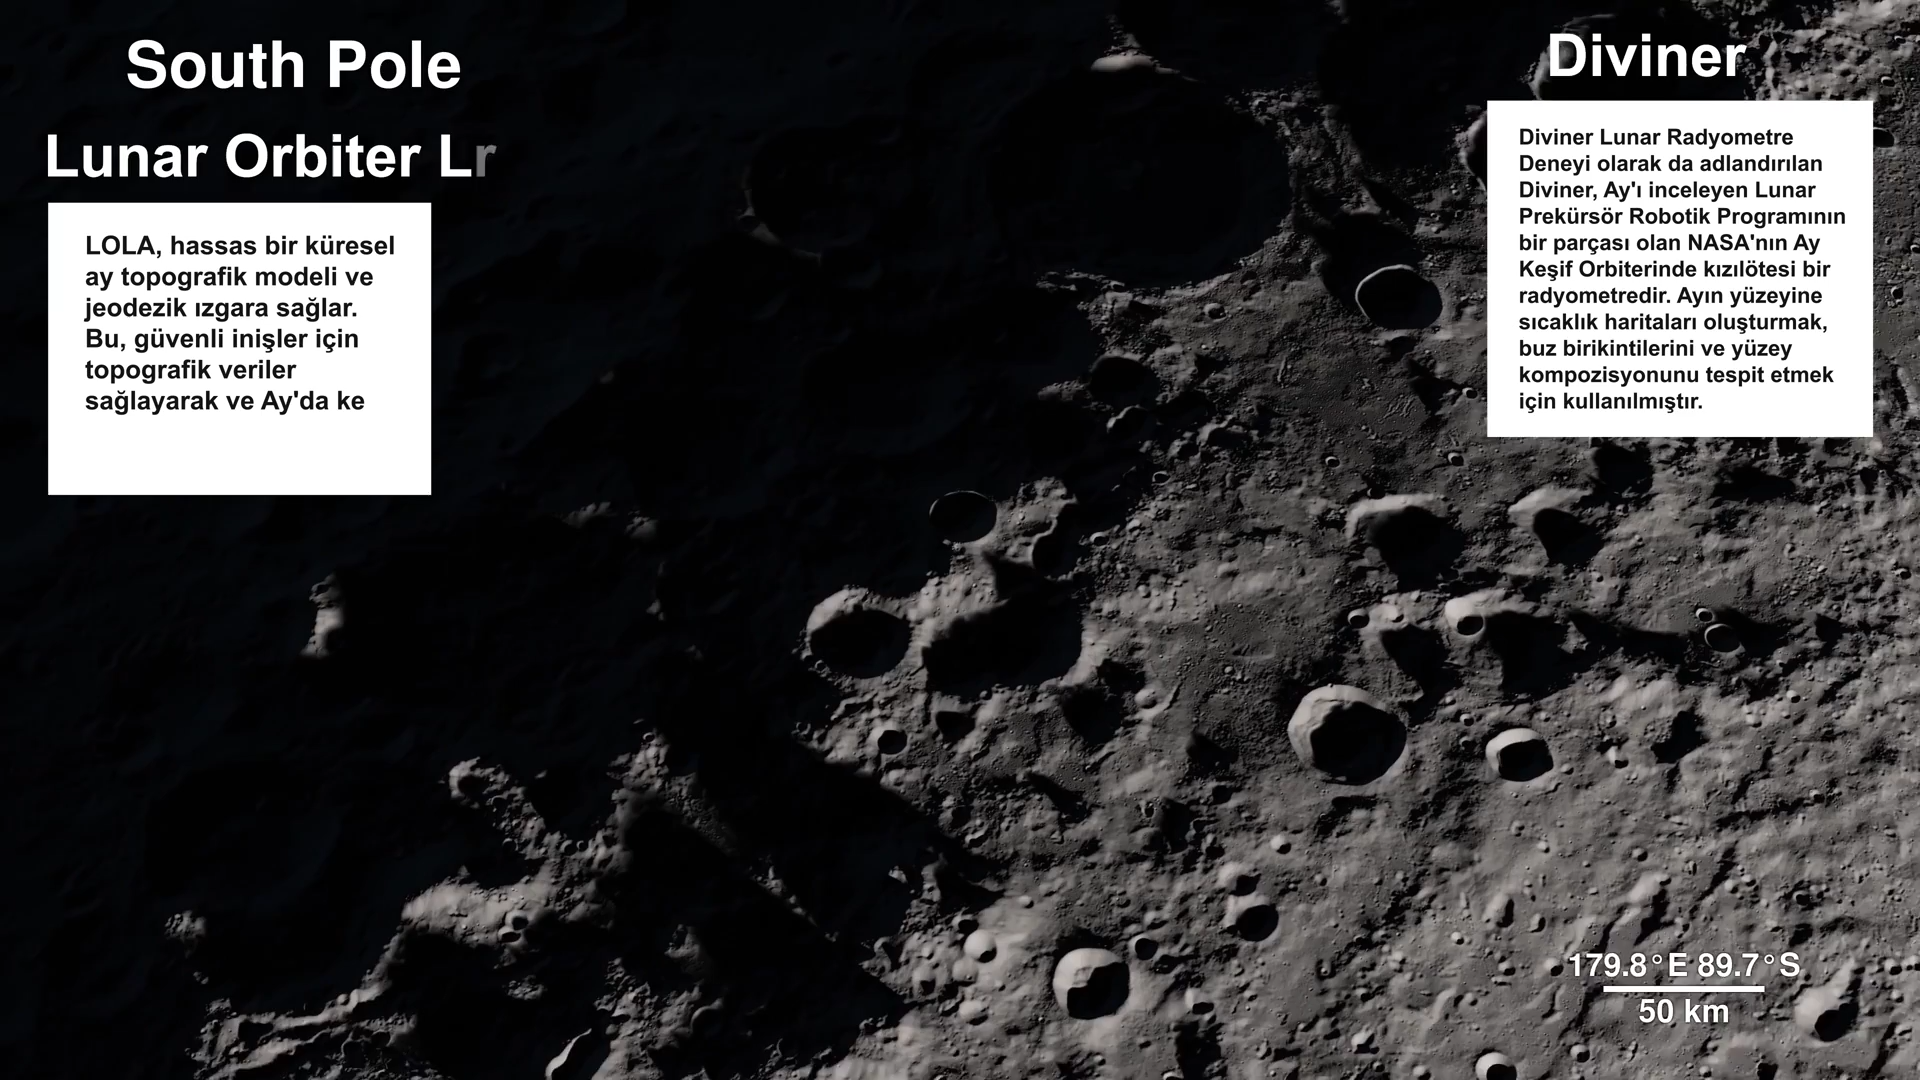 South Pole
Lunar Orbiter Lr
LOLA, hassas bir küresel
ay topografik modeli ve
jeodezik ızgara sağlar.
Bu, güvenli inişler için
topografik veriler
sağlayarak ve Ay'da ke
Diviner
Diviner Lunar Radyometre
Deneyi olarak da adlandırılan
Diviner, Ay'ı inceleyen Lunar
Prekürsör Robotik Programının
bir parçası olan NASA'nın Ay
Keşif Orbiterinde kızılötesi bir
radyometredir. Ayın yüzeyine
sıcaklık haritaları oluşturmak,
buz birikintilerini ve yüzey
kompozisyonunu tespit etmek
için kullanılmıştır.
179.8°E 89.7°S
50 km